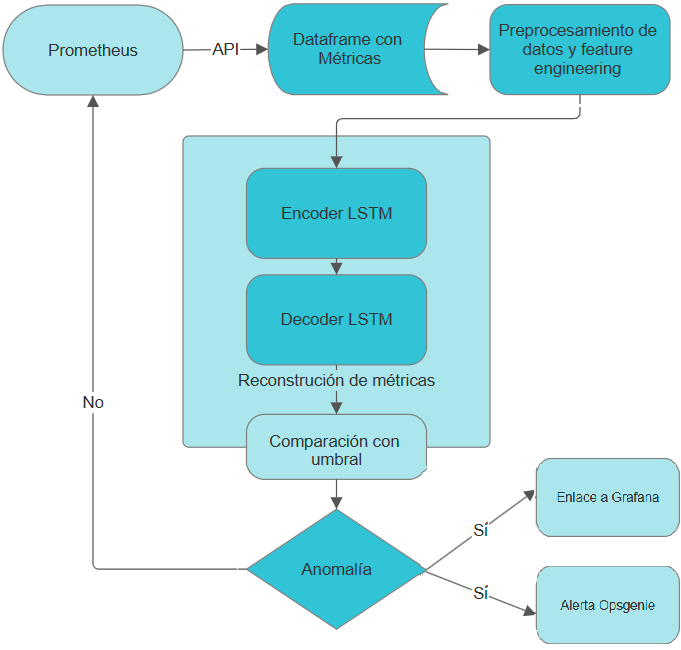 Prometheus
API
Dataframe con
Métricas
Preprocesamiento de
datos y feature
engineering
Encoder LSTM
Decoder LSTM
Reconstrución de métricas
Comparación con
umbral
No
Anomalía
Sí
Enlace a Grafana
Sí
Alerta Opsgenie